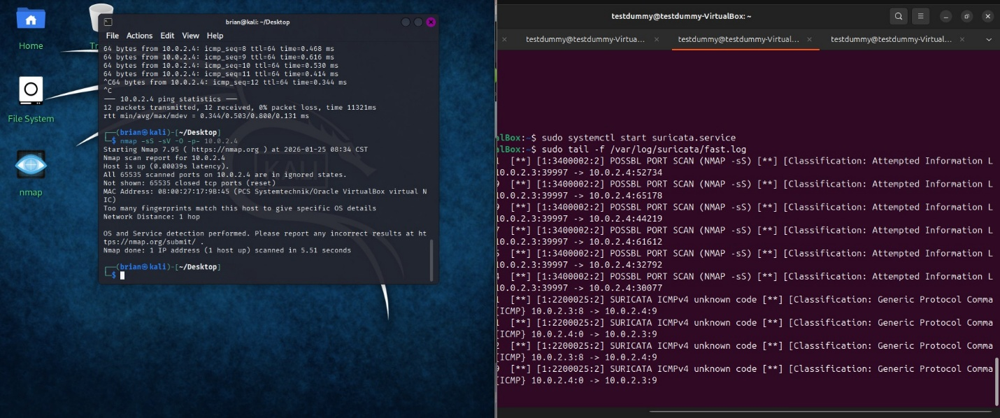 Home
Tr
File System
nmap
brian@kali: ~/Desktop
File Actions Edit View Help
64 bytes from 10.0.2.4: icmp_seq=8 ttl=64 time=0.468 ms
64 bytes from 10.0.2.4: icmp_seq=9 ttl=64 time=0.616 ms
64 bytes from 10.0.2.4: icmp_seq=10 ttl=64 time=0.530 ms
64 bytes from 10.0.2.4: icmp_seq=11 ttl=64 time=0.414 ms
^C64 bytes from 10.0.2.4: icmp_seq=12 ttl=64 time=0.344 ms
^C
--- 10.0.2.4 ping statistics ---
12 packets transmitted, 12 received, 0% packet loss, time 11321ms
rtt min/avg/max/mdev = 0.344/0.503/0.800/0.131 ms
┌──(brian㉿kali)-[~/Desktop]
└─$ nmap -sS -sV -O -p- 10.0.2.4
Starting Nmap 7.95 ( https://nmap.org ) at 2026-01-25 08:34 CST
Nmap scan report for 10.0.2.4
Host is up (0.00039s latency).
All 65535 scanned ports on 10.0.2.4 are in ignored states.
Not shown: 65535 closed tcp ports (reset)
MAC Address: 08:00:27:17:9B:45 (PCS Systemtechnik/Oracle VirtualBox virtual N
IC)
Too many fingerprints match this host to give specific OS details
Network Distance: 1 hop
OS and Service detection performed. Please report any incorrect results at ht
tps://nmap.org/submit/ .
Nmap done: 1 IP address (1 host up) scanned in 5.51 seconds
┌──(brian㉿kali)-[~/Desktop]
└─$
KALI
testdummy@testdummy-VirtualBox: ~
testdummy@testdummy-Virtua... testdummy@testdummy-Virtual... testdummy@testdummy-Virtual...
alBox:~$ sudo systemctl start suricata.service
alBox:~$ sudo tail -f /var/log/suricata/fast.log
1 [**] [1:3400002:2] POSSBL PORT SCAN (NMAP -sS) [**] [Classification: Attempted Information L
10.0.2.3:39997 -> 10.0.2.4:52734
9 [**] [1:3400002:2] POSSBL PORT SCAN (NMAP -sS) [**] [Classification: Attempted Information L
10.0.2.3:39997 -> 10.0.2.4:65178
9 [**] [1:3400002:2] POSSBL PORT SCAN (NMAP -sS) [**] [Classification: Attempted Information L
10.0.2.3:39997 -> 10.0.2.4:44219
7 [**] [1:3400002:2] POSSBL PORT SCAN (NMAP -sS) [**] [Classification: Attempted Information L
10.0.2.3:39997 -> 10.0.2.4:61612
5 [**] [1:3400002:2] POSSBL PORT SCAN (NMAP -sS) [**] [Classification: Attempted Information L
10.0.2.3:39997 -> 10.0.2.4:32792
4 [**] [1:3400002:2] POSSBL PORT SCAN (NMAP -sS) [**] [Classification: Attempted Information L
10.0.2.3:39997 -> 10.0.2.4:30077
1 [**] [1:2200025:2] SURICATA ICMPv4 unknown code [**] [Classification: Generic Protocol Comma
{ICMP} 10.0.2.3:8 -> 10.0.2.4:9
1 [**] [1:2200025:2] SURICATA ICMPv4 unknown code [**] [Classification: Generic Protocol Comma
{ICMP} 10.0.2.4:0 -> 10.0.2.3:9
2 [**] [1:2200025:2] SURICATA ICMPv4 unknown code [**] [Classification: Generic Protocol Comma
{ICMP} 10.0.2.3:8 -> 10.0.2.4:9
9 [**] [1:2200025:2] SURICATA ICMPv4 unknown code [**] [Classification: Generic Protocol Comma
{ICMP} 10.0.2.4:0 -> 10.0.2.3:9